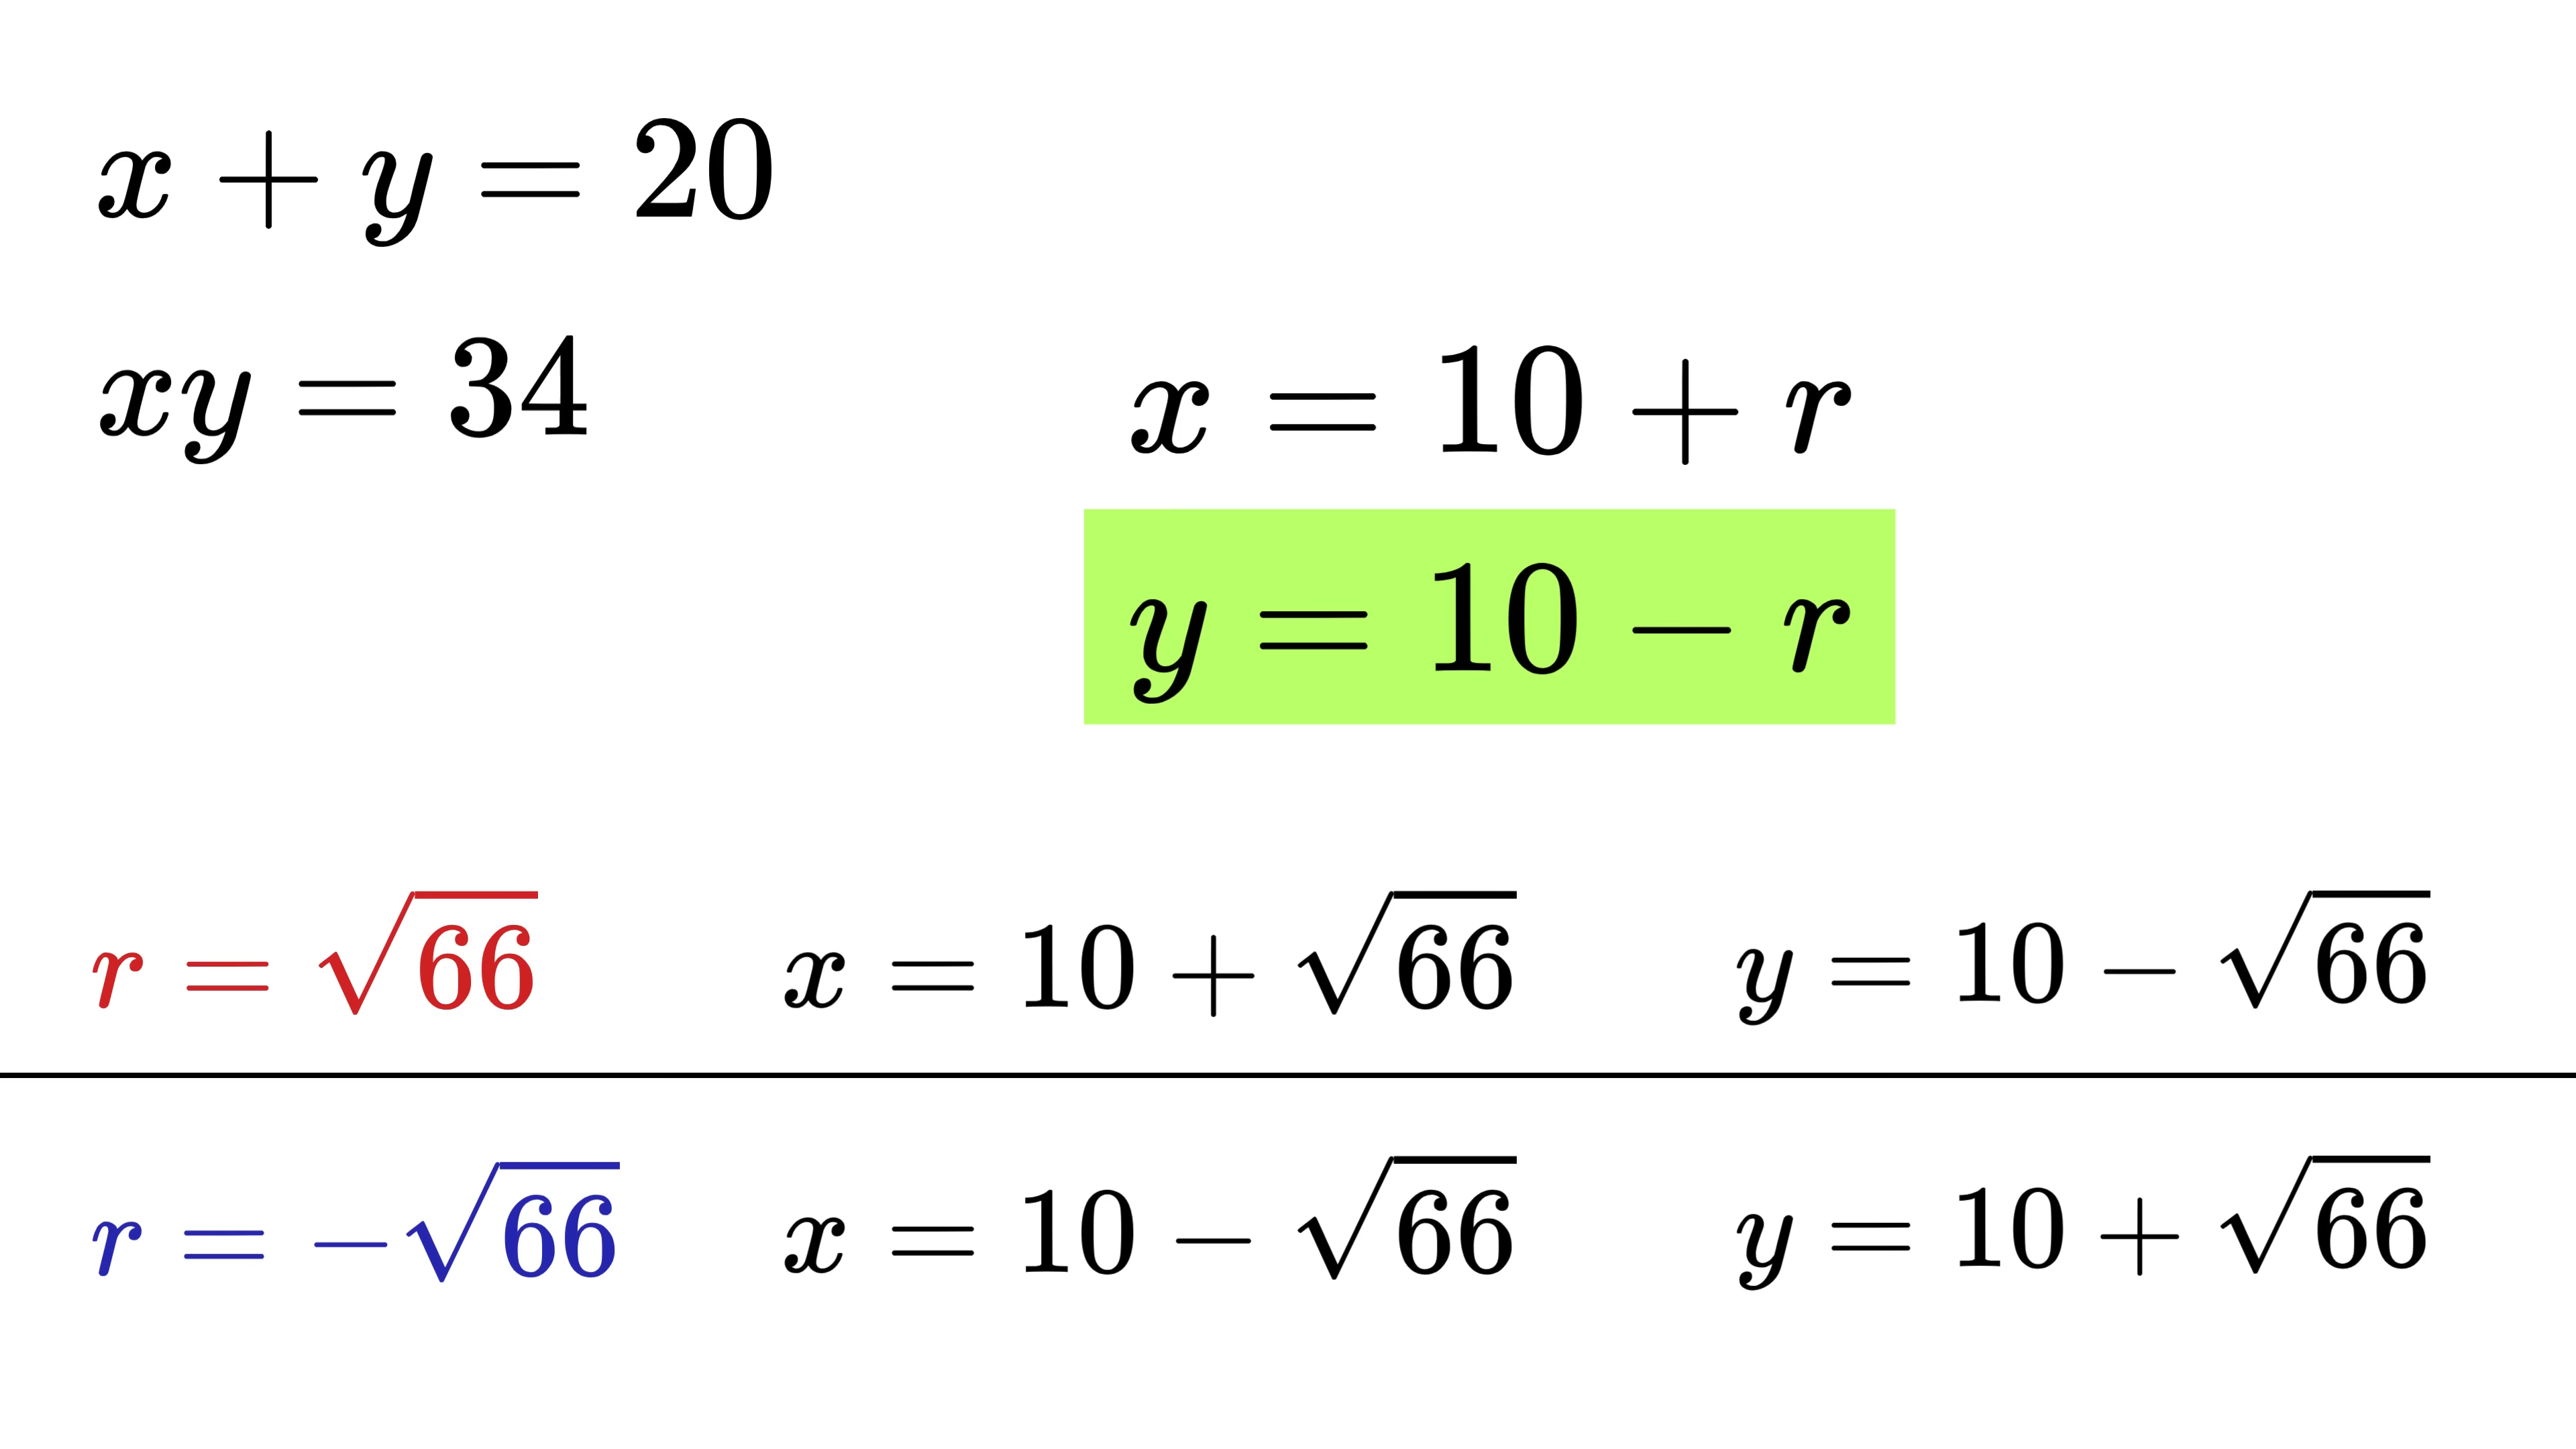 x + y = 20
xy = 34
x = 10 + r
y = 10 − r
r = √66 x = 10 + √66 y = 10 − √66
r = −√66 x = 10 − √66 y = 10 + √66